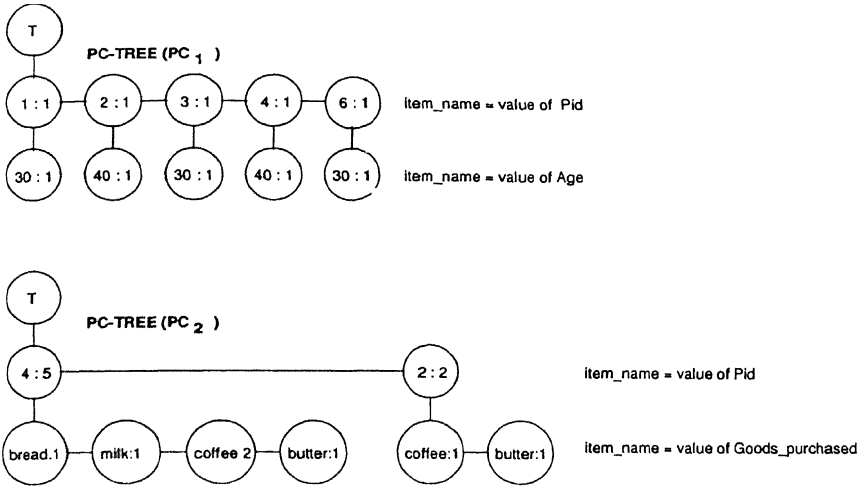 T
PC-TREE (PC 1 )
1 : 1 2 : 1 3 : 1 4 : 1 6 : 1 item_name = value of Pid
30 : 1 40 : 1 30 : 1 40 : 1 30 : 1 item_name = value of Age
T
PC-TREE (PC 2 )
4 : 5 2 : 2 item_name = value of Pid
bread.1 milk:1 coffee 2 butter:1 coffee:1 butter:1 item_name = value of Goods_purchased